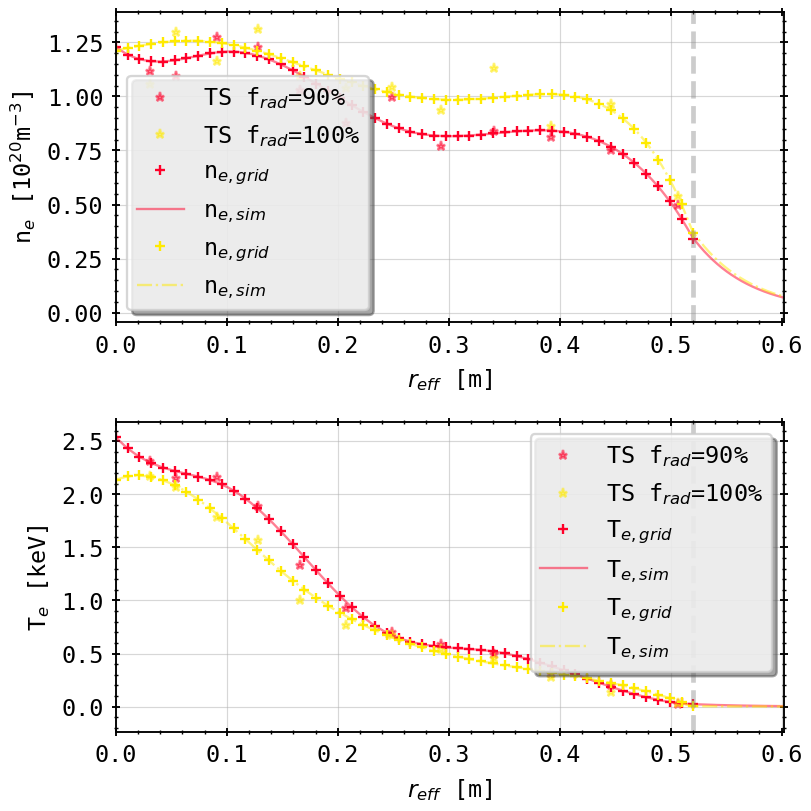 1.25
1.00
0.75
0.50
0.25
0.00
nₑ [10²⁰m⁻³]
TS f_rad=90%
TS f_rad=100%
n_e,grid
n_e,sim
n_e,grid
n_e,sim
0.0 0.1 0.2 0.3 0.4 0.5 0.6
r_eff [m]
2.5
2.0
1.5
1.0
0.5
0.0
Tₑ [keV]
TS f_rad=90%
TS f_rad=100%
T_e,grid
T_e,sim
T_e,grid
T_e,sim
0.0 0.1 0.2 0.3 0.4 0.5 0.6
r_eff [m]